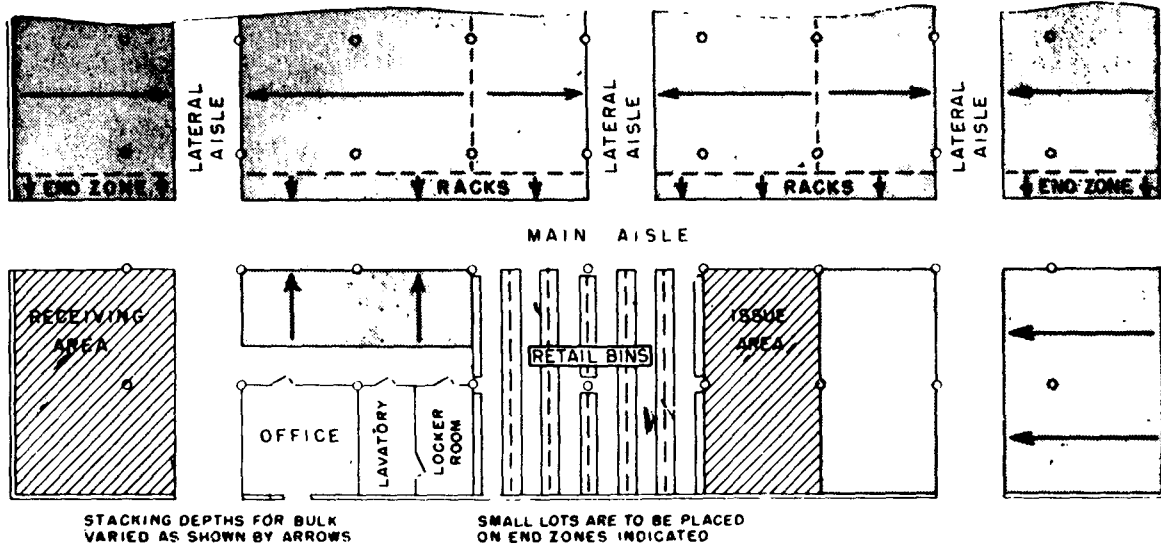 LATERAL
AISLE
LATERAL
AISLE
LATERAL
AISLE
END ZONE
RACKS
RACKS
END ZONE
MAIN AISLE
RECEIVING
AREA
ISSUE
AREA
RETAIL BINS
OFFICE
LAVATORY
LOCKER
ROOM
STACKING DEPTHS FOR BULK
VARIED AS SHOWN BY ARROWS
SMALL LOTS ARE TO BE PLACED
ON END ZONES INDICATED